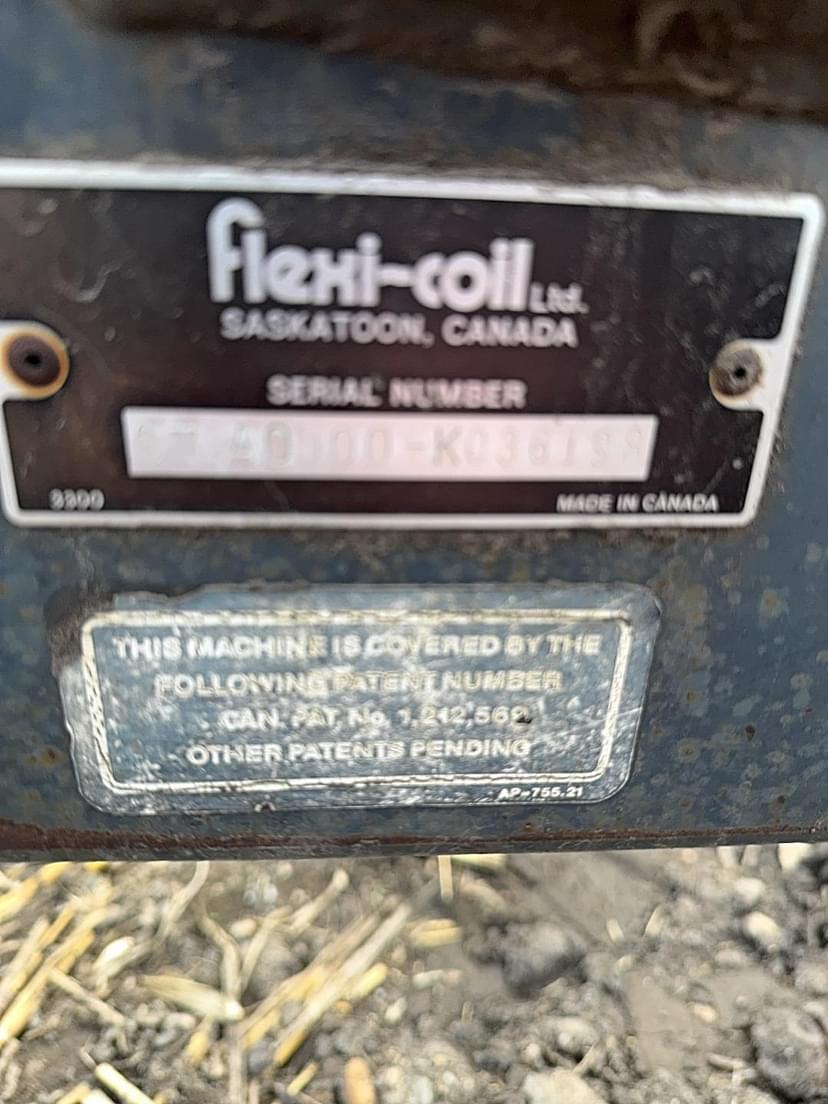 flexi-coil Ltd.
SASKATOON, CANADA
SERIAL NUMBER
MADE IN CANADA
THIS MACHINE IS COVERED BY THE
FOLLOWING PATENT NUMBER
CAN. PAT. No. 1,212,562
OTHER PATENTS PENDING
AP-755.21